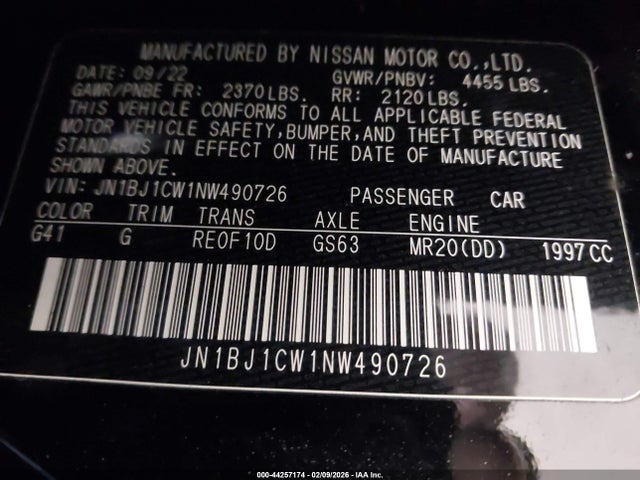 MANUFACTURED BY NISSAN MOTOR CO.,LTD.
DATE: 09/22 GVWR/PNBV: 4455 LBS.
GAWR/PNBE FR: 2370 LBS. RR: 2120 LBS.
THIS VEHICLE CONFORMS TO ALL APPLICABLE FEDERAL
MOTOR VEHICLE SAFETY,BUMPER,AND THEFT PREVENTION
STANDARDS IN EFFECT ON THE DATE OF MANUFACTURE
SHOWN ABOVE.
VIN: JN1BJ1CW1NW490726 PASSENGER CAR
COLOR TRIM TRANS AXLE ENGINE
G41 G RE0F10D GS63 MR20(DD) 1997CC
JN1BJ1CW1NW490726
000-44257174 | 02/09/2026 - IAA Inc.